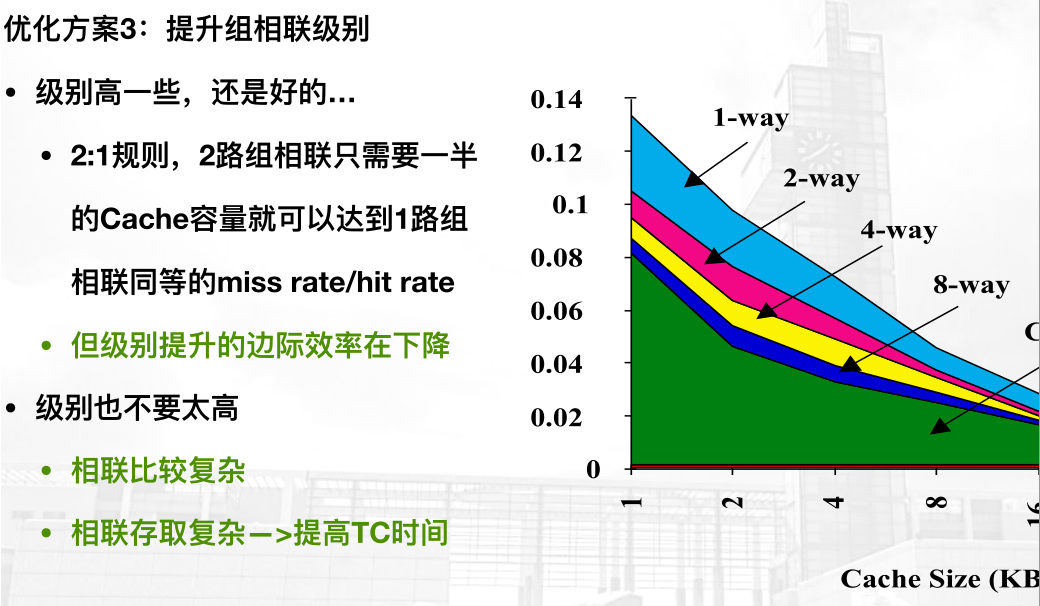 优化方案3：提升组相联级别
• 级别高一些，还是好的...
• 2:1规则，2路组相联只需要一半
的Cache容量就可以达到1路组
相联同等的miss rate/hit rate
• 但级别提升的边际效率在下降
• 级别也不要太高
• 相联比较复杂
• 相联存取复杂—>提高TC时间
0.14
0.12
0.1
0.08
0.06
0.04
0.02
0
1-way
2-way
4-way
8-way
C
1
2
4
8
16
Cache Size (KB